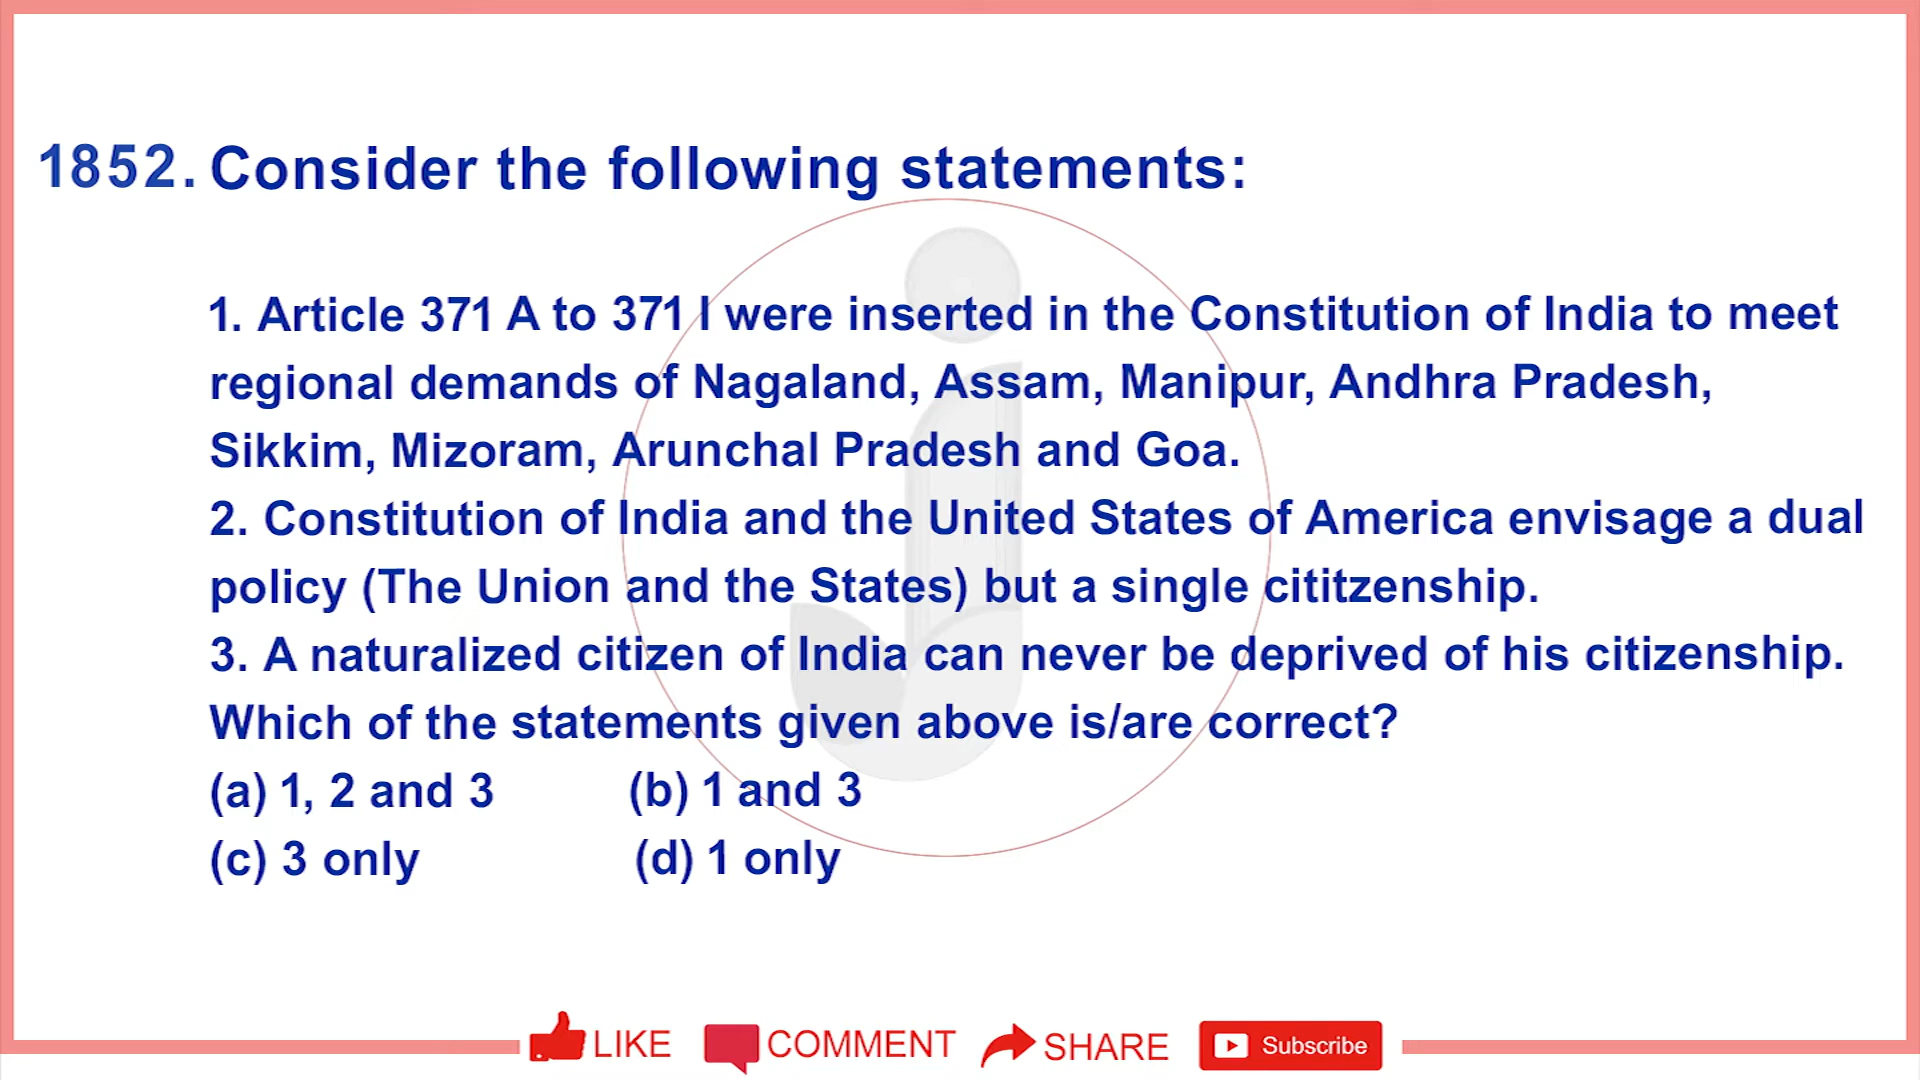 1852. Consider the following statements:
1. Article 371 A to 371 I were inserted in the Constitution of India to meet
regional demands of Nagaland, Assam, Manipur, Andhra Pradesh,
Sikkim, Mizoram, Arunchal Pradesh and Goa.
2. Constitution of India and the United States of America envisage a dual
policy (The Union and the States) but a single cititzenship.
3. A naturalized citizen of India can never be deprived of his citizenship.
Which of the statements given above is/are correct?
(a) 1, 2 and 3 (b) 1 and 3
(c) 3 only (d) 1 only
LIKE COMMENT SHARE Subscribe